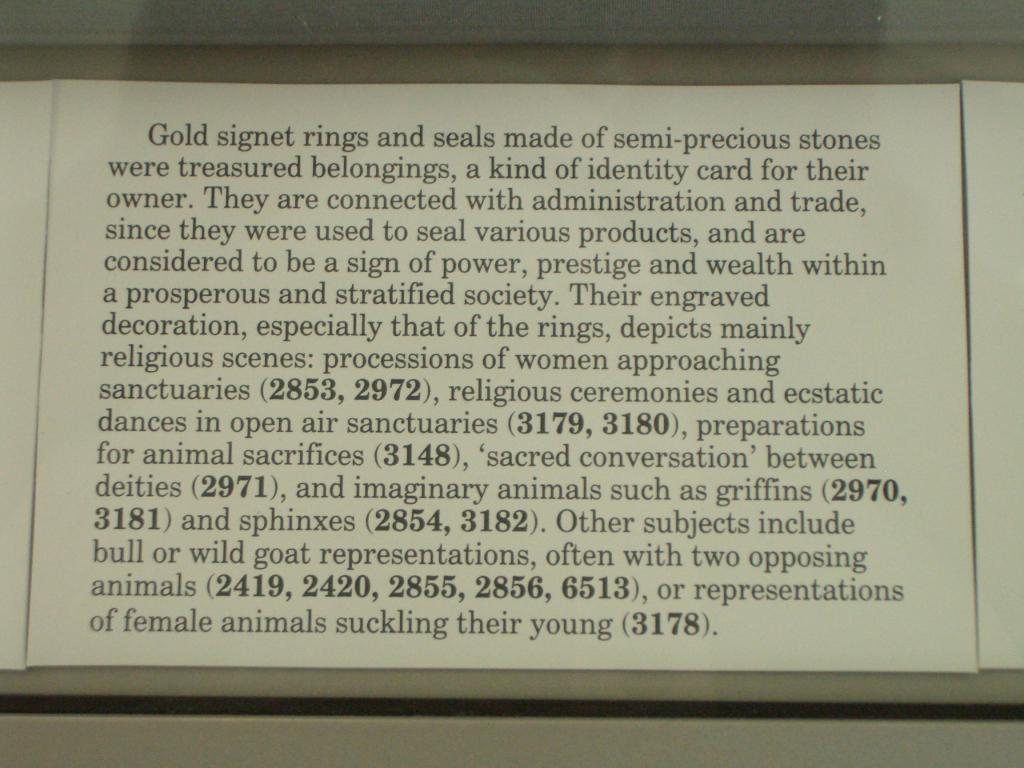 Gold signet rings and seals made of semi-precious stones
were treasured belongings, a kind of identity card for their
owner. They are connected with administration and trade,
since they were used to seal various products, and are
considered to be a sign of power, prestige and wealth within
a prosperous and stratified society. Their engraved
decoration, especially that of the rings, depicts mainly
religious scenes: processions of women approaching
sanctuaries (2853, 2972), religious ceremonies and ecstatic
dances in open air sanctuaries (3179, 3180), preparations
for animal sacrifices (3148), ‘sacred conversation’ between
deities (2971), and imaginary animals such as griffins (2970,
3181) and sphinxes (2854, 3182). Other subjects include
bull or wild goat representations, often with two opposing
animals (2419, 2420, 2855, 2856, 6513), or representations
of female animals suckling their young (3178).